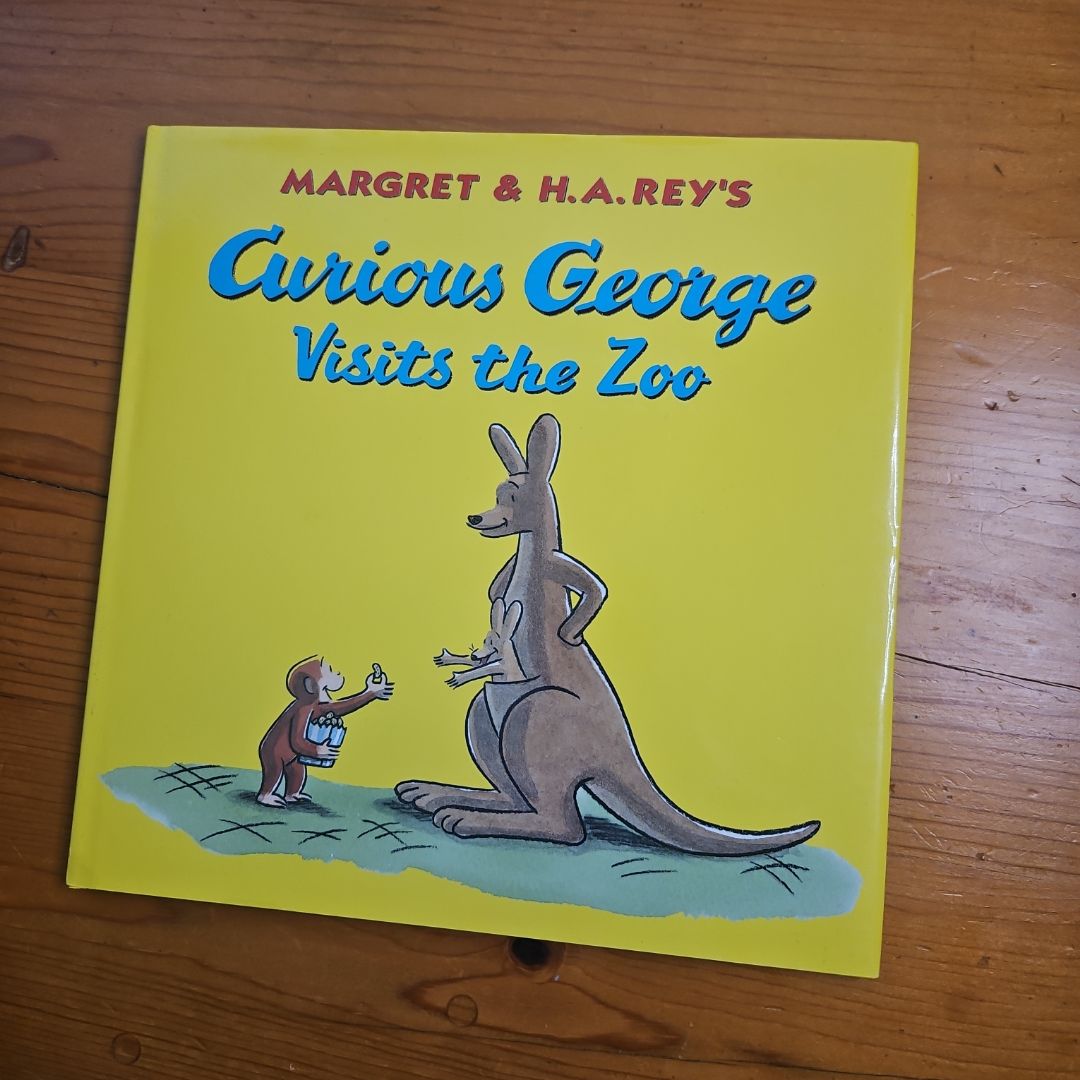 MARGRET & H.A.REY'S
Curious George
Visits the Zoo